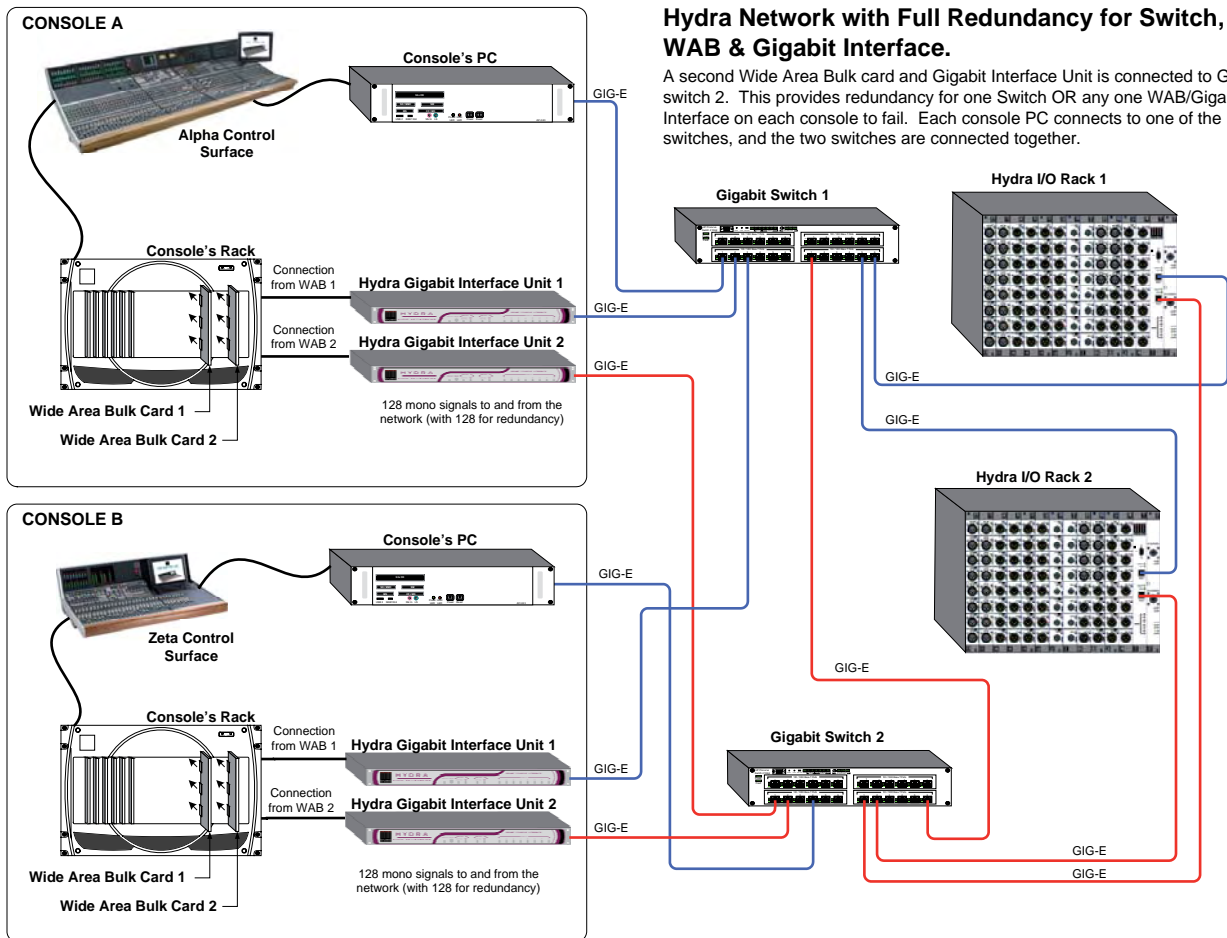 Hydra Network with Full Redundancy for Switch,
WAB & Gigabit Interface.
A second Wide Area Bulk card and Gigabit Interface Unit is connected to G
switch 2. This provides redundancy for one Switch OR any one WAB/Giga
Interface on each console to fail. Each console PC connects to one of the
switches, and the two switches are connected together.
CONSOLE A
Console's PC
Alpha Control
Surface
GIG-E
Console's Rack
Connection
from WAB 1
Hydra Gigabit Interface Unit 1
HYDRA
GIG-E
Connection
from WAB 2
Hydra Gigabit Interface Unit 2
HYDRA
GIG-E
128 mono signals to and from the
network (with 128 for redundancy)
Wide Area Bulk Card 1
Wide Area Bulk Card 2
Gigabit Switch 1
Hydra I/O Rack 1
GIG-E
GIG-E
Hydra I/O Rack 2
CONSOLE B
Console's PC
Zeta Control
Surface
GIG-E
GIG-E
Console's Rack
Connection
from WAB 1
Hydra Gigabit Interface Unit 1
HYDRA
GIG-E
Connection
from WAB 2
Hydra Gigabit Interface Unit 2
HYDRA
GIG-E
128 mono signals to and from the
network (with 128 for redundancy)
Wide Area Bulk Card 1
Wide Area Bulk Card 2
Gigabit Switch 2
GIG-E
GIG-E